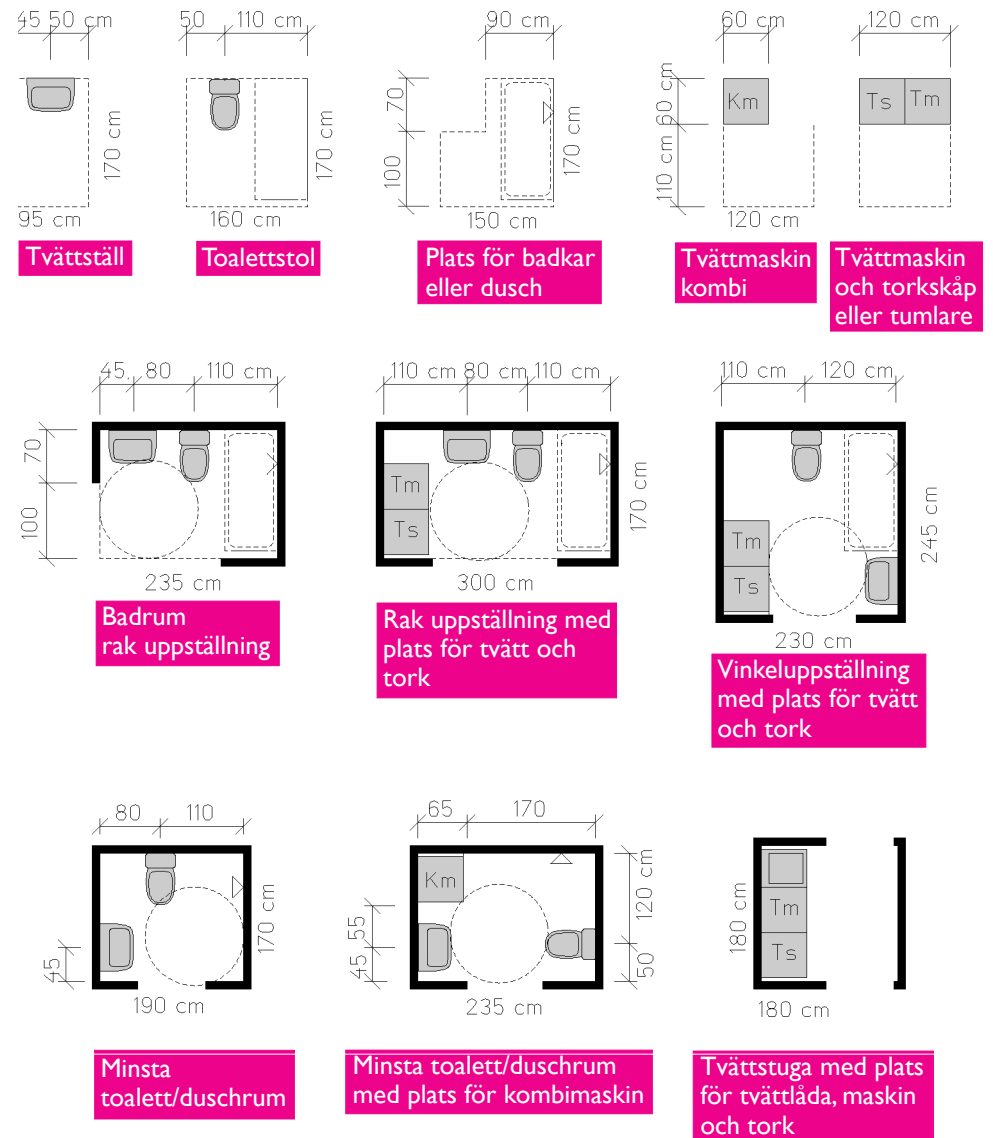 45 50 cm
50 110 cm
90 cm
60 cm
120 cm
170 cm
170 cm
70
100
170 cm
Km
60 cm
110 cm
Ts Tm
95 cm
160 cm
150 cm
120 cm
Tvättställ
Toalettstol
Plats för badkar
eller dusch
Tvättmaskin
kombi
Tvättmaskin
och torkskåp
eller tumlare
45. 80 110 cm
70
100
235 cm
Badrum
rak uppställning
110 cm 80 cm 110 cm
Tm
Ts
170 cm
300 cm
Rak uppställning med
plats för tvätt och
tork
110 cm 120 cm
Tm
Ts
245 cm
230 cm
Vinkeluppställning
med plats för tvätt
och tork
80 110
45
170 cm
190 cm
Minsta
toalett/duschrum
65 170
Km
55
45
120 cm
50
235 cm
Minsta toalett/duschrum
med plats för kombimaskin
180 cm
Tm
Ts
180 cm
Tvättstuga med plats
för tvättlåda, maskin
och tork